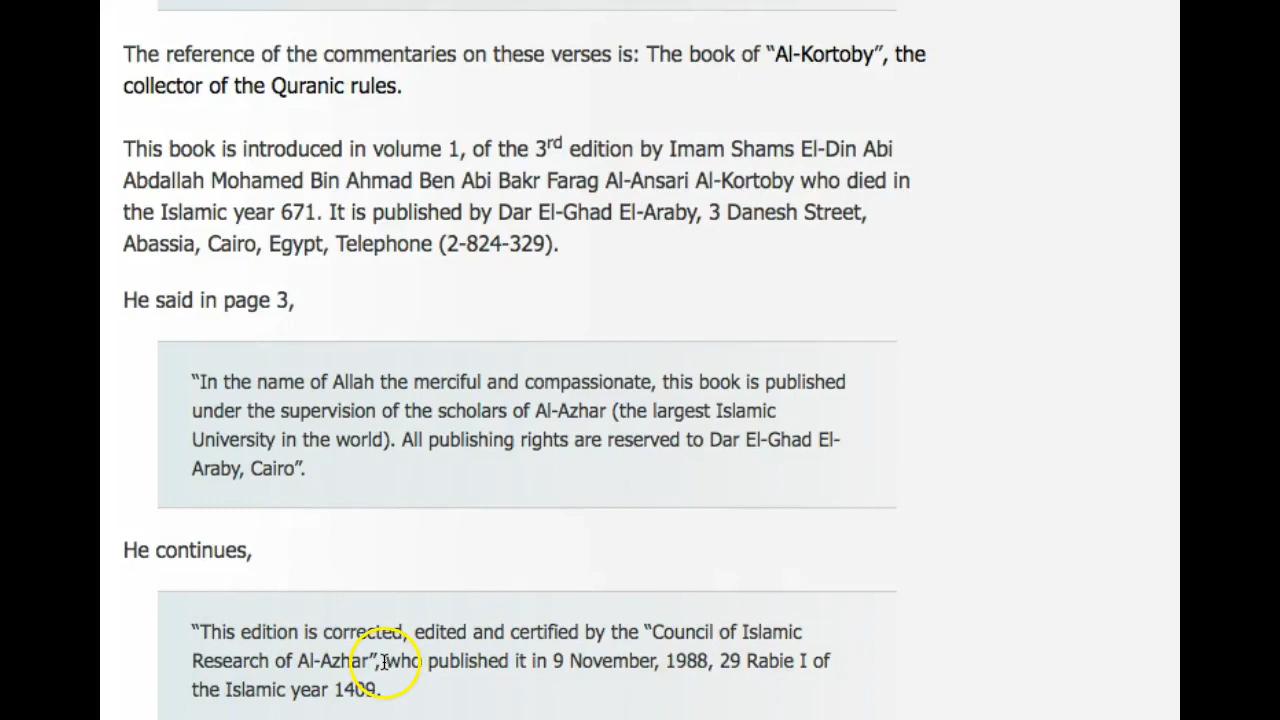 The reference of the commentaries on these verses is: The book of “Al-Kortoby”, the
collector of the Quranic rules.
This book is introduced in volume 1, of the 3rd edition by Imam Shams El-Din Abi
Abdallah Mohamed Bin Ahmad Ben Abi Bakr Farag Al-Ansari Al-Kortoby who died in
the Islamic year 671. It is published by Dar El-Ghad El-Araby, 3 Danesh Street,
Abassia, Cairo, Egypt, Telephone (2-824-329).
He said in page 3,
“In the name of Allah the merciful and compassionate, this book is published
under the supervision of the scholars of Al-Azhar (the largest Islamic
University in the world). All publishing rights are reserved to Dar El-Ghad El-
Araby, Cairo”.
He continues,
“This edition is corrected, edited and certified by the “Council of Islamic
Research of Al-Azhar”, who published it in 9 November, 1988, 29 Rabie I of
the Islamic year 1409.